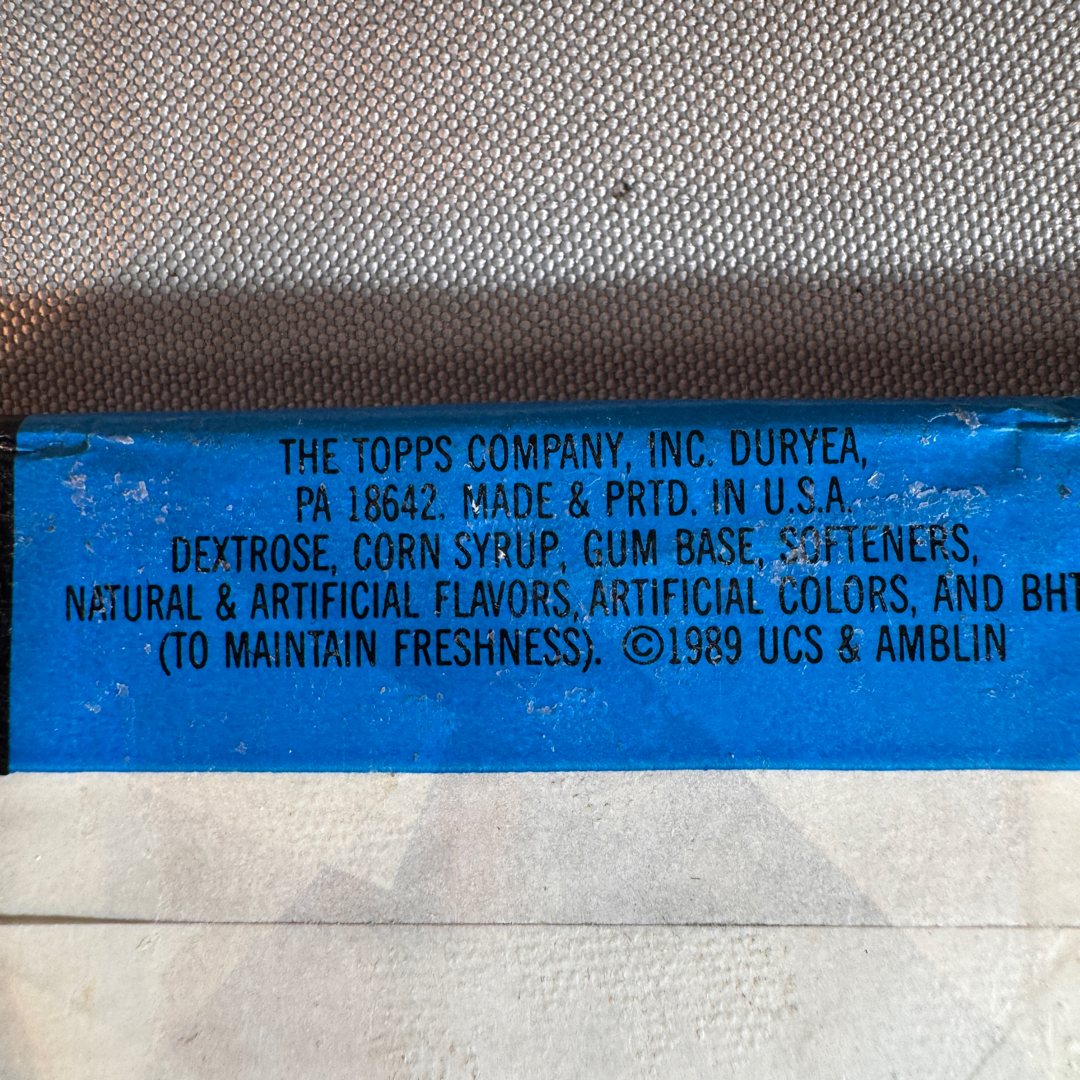 THE TOPPS COMPANY, INC. DURYEA,
PA 18642. MADE & PRTD. IN U.S.A.
DEXTROSE, CORN SYRUP, GUM BASE, SOFTENERS,
NATURAL & ARTIFICIAL FLAVORS, ARTIFICIAL COLORS, AND BHT
(TO MAINTAIN FRESHNESS). ©1989 UCS & AMBLIN